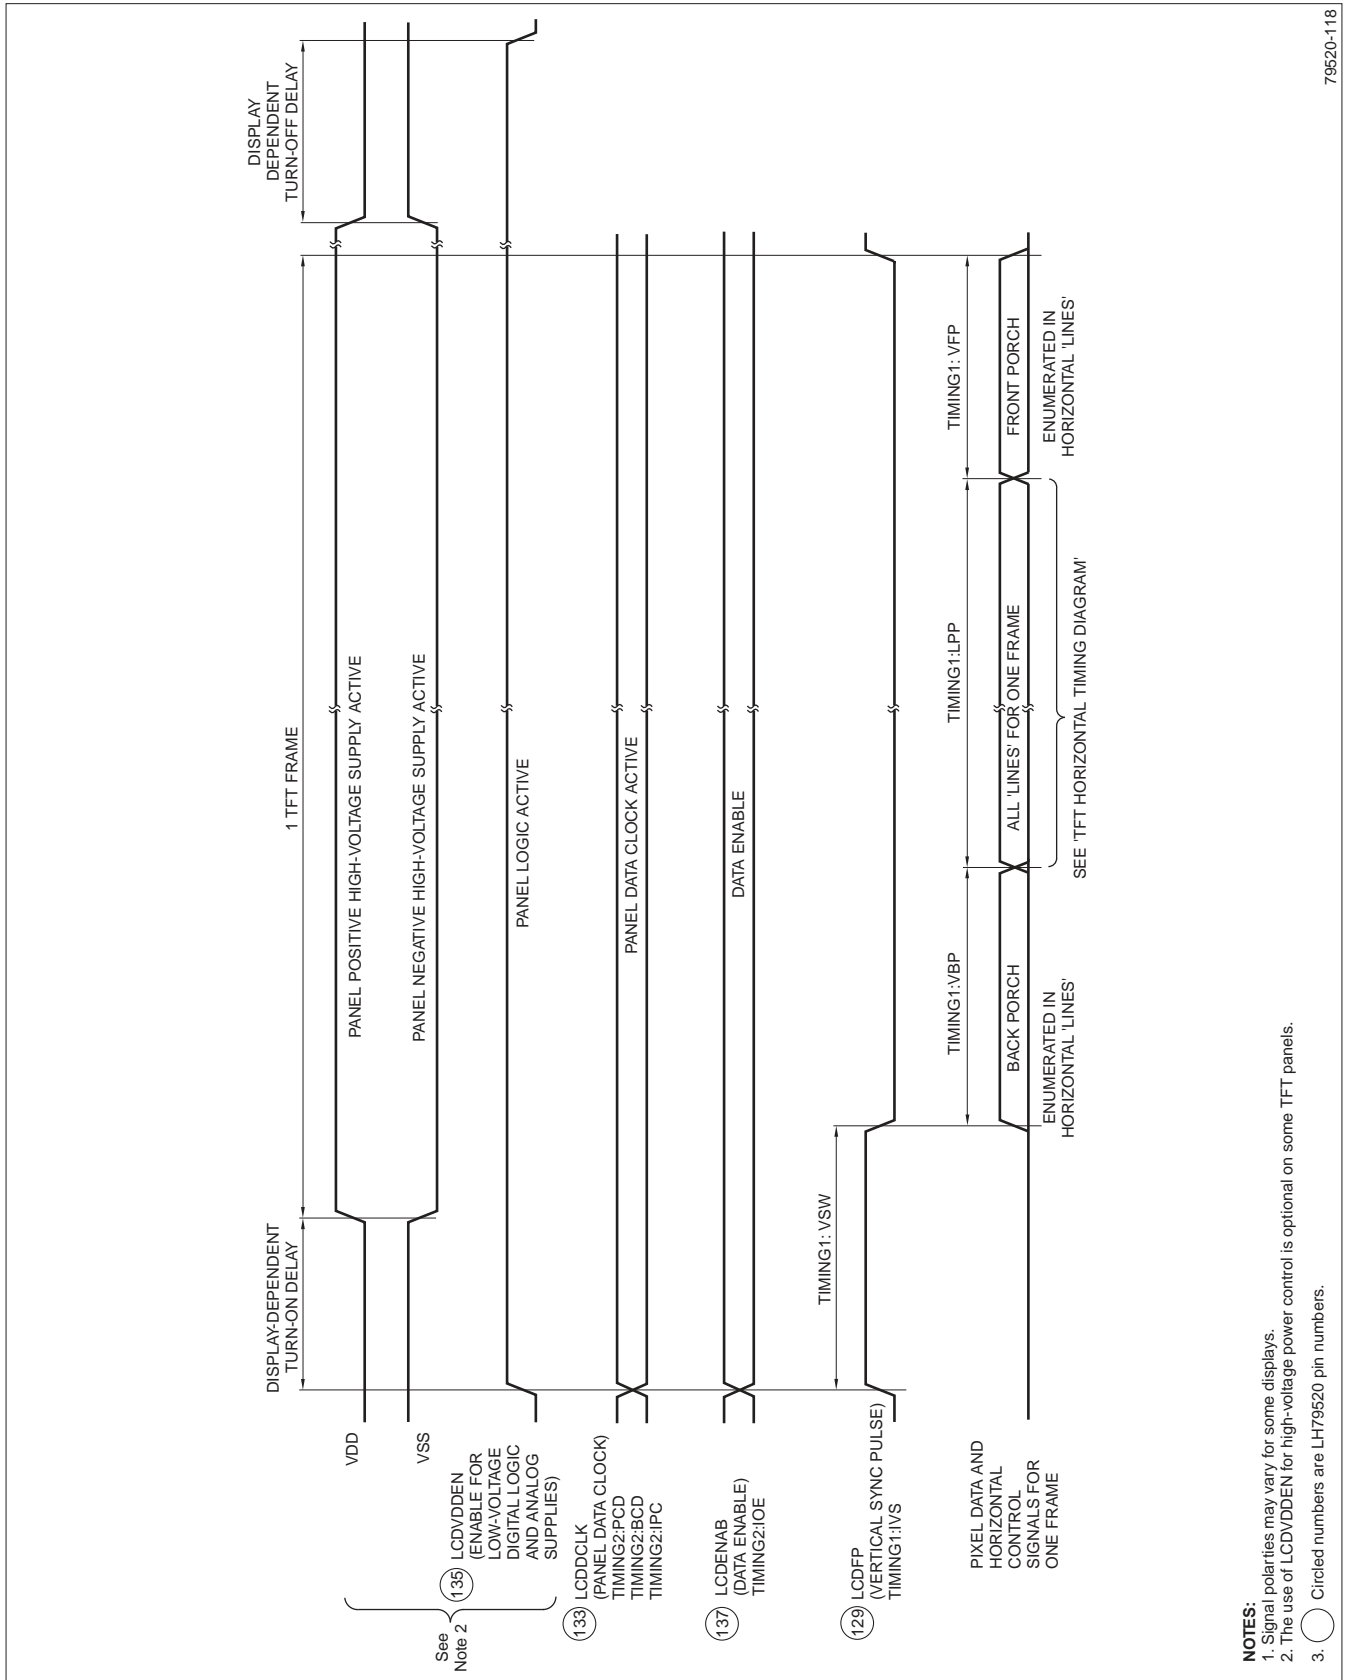 DISPLAY-DEPENDENT
TURN-ON DELAY
1 TFT FRAME
DISPLAY
DEPENDENT
TURN-OFF DELAY
VDD
PANEL POSITIVE HIGH-VOLTAGE SUPPLY ACTIVE
VSS
PANEL NEGATIVE HIGH-VOLTAGE SUPPLY ACTIVE
See
Note 2
135
LCDVDDEN
(ENABLE FOR
LOW-VOLTAGE
DIGITAL LOGIC
AND ANALOG
SUPPLIES)
PANEL LOGIC ACTIVE
133
LCDDCLK
(PANEL DATA CLOCK)
TIMING2:PCD
TIMING2:BCD
TIMING2:IPC
PANEL DATA CLOCK ACTIVE
137
LCDENAB
(DATA ENABLE)
TIMING2:IOE
DATA ENABLE
129
LCDFP
(VERTICAL SYNC PULSE)
TIMING1:IVS
TIMING1: VSW
PIXEL DATA AND
HORIZONTAL
CONTROL
SIGNALS FOR
ONE FRAME
TIMING1:VBP
TIMING1:LPP
TIMING1: VFP
BACK PORCH
ALL 'LINES' FOR ONE FRAME
FRONT PORCH
ENUMERATED IN
HORIZONTAL 'LINES'
SEE 'TFT HORIZONTAL TIMING DIAGRAM'
ENUMERATED IN
HORIZONTAL 'LINES'
NOTES:
1. Signal polarties may vary for some displays.
2. The use of LCDVDDEN for high-voltage power control is optional on some TFT panels.
3. Circled numbers are LH79520 pin numbers.
79520-118